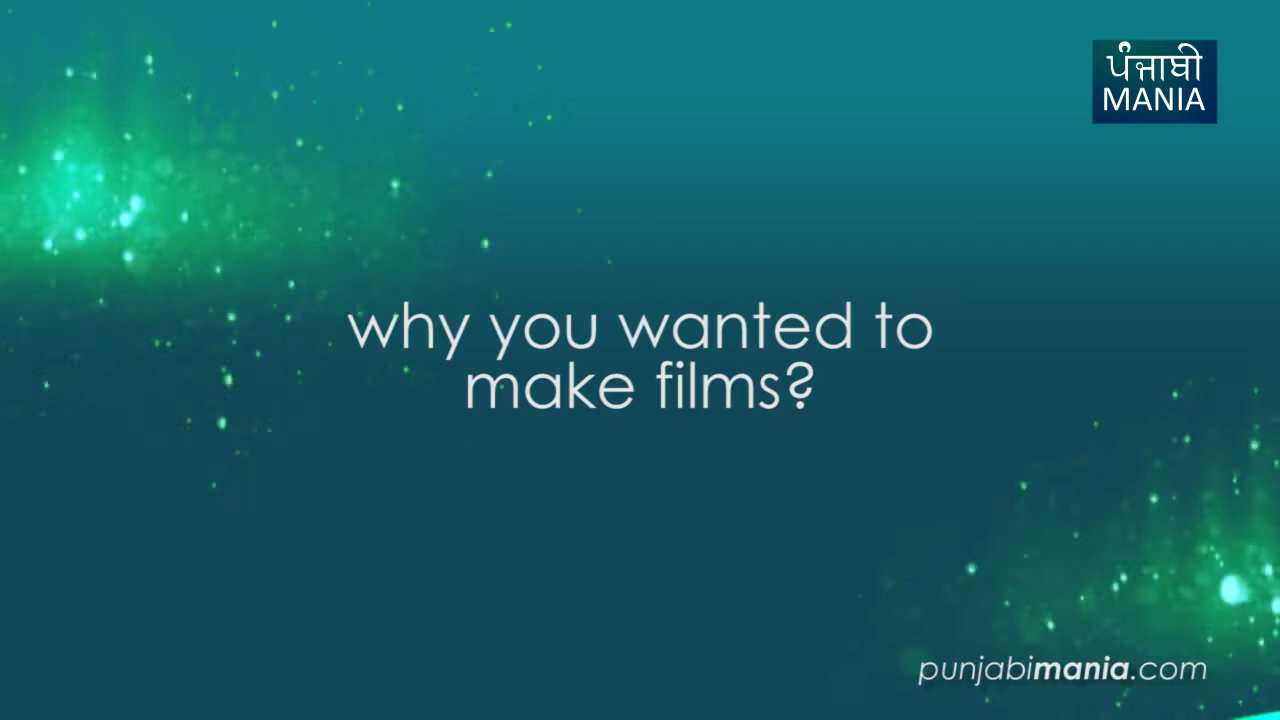 ਪੰਜਾਬੀ
MANIA
why you wanted to
make films?
punjabimania.com